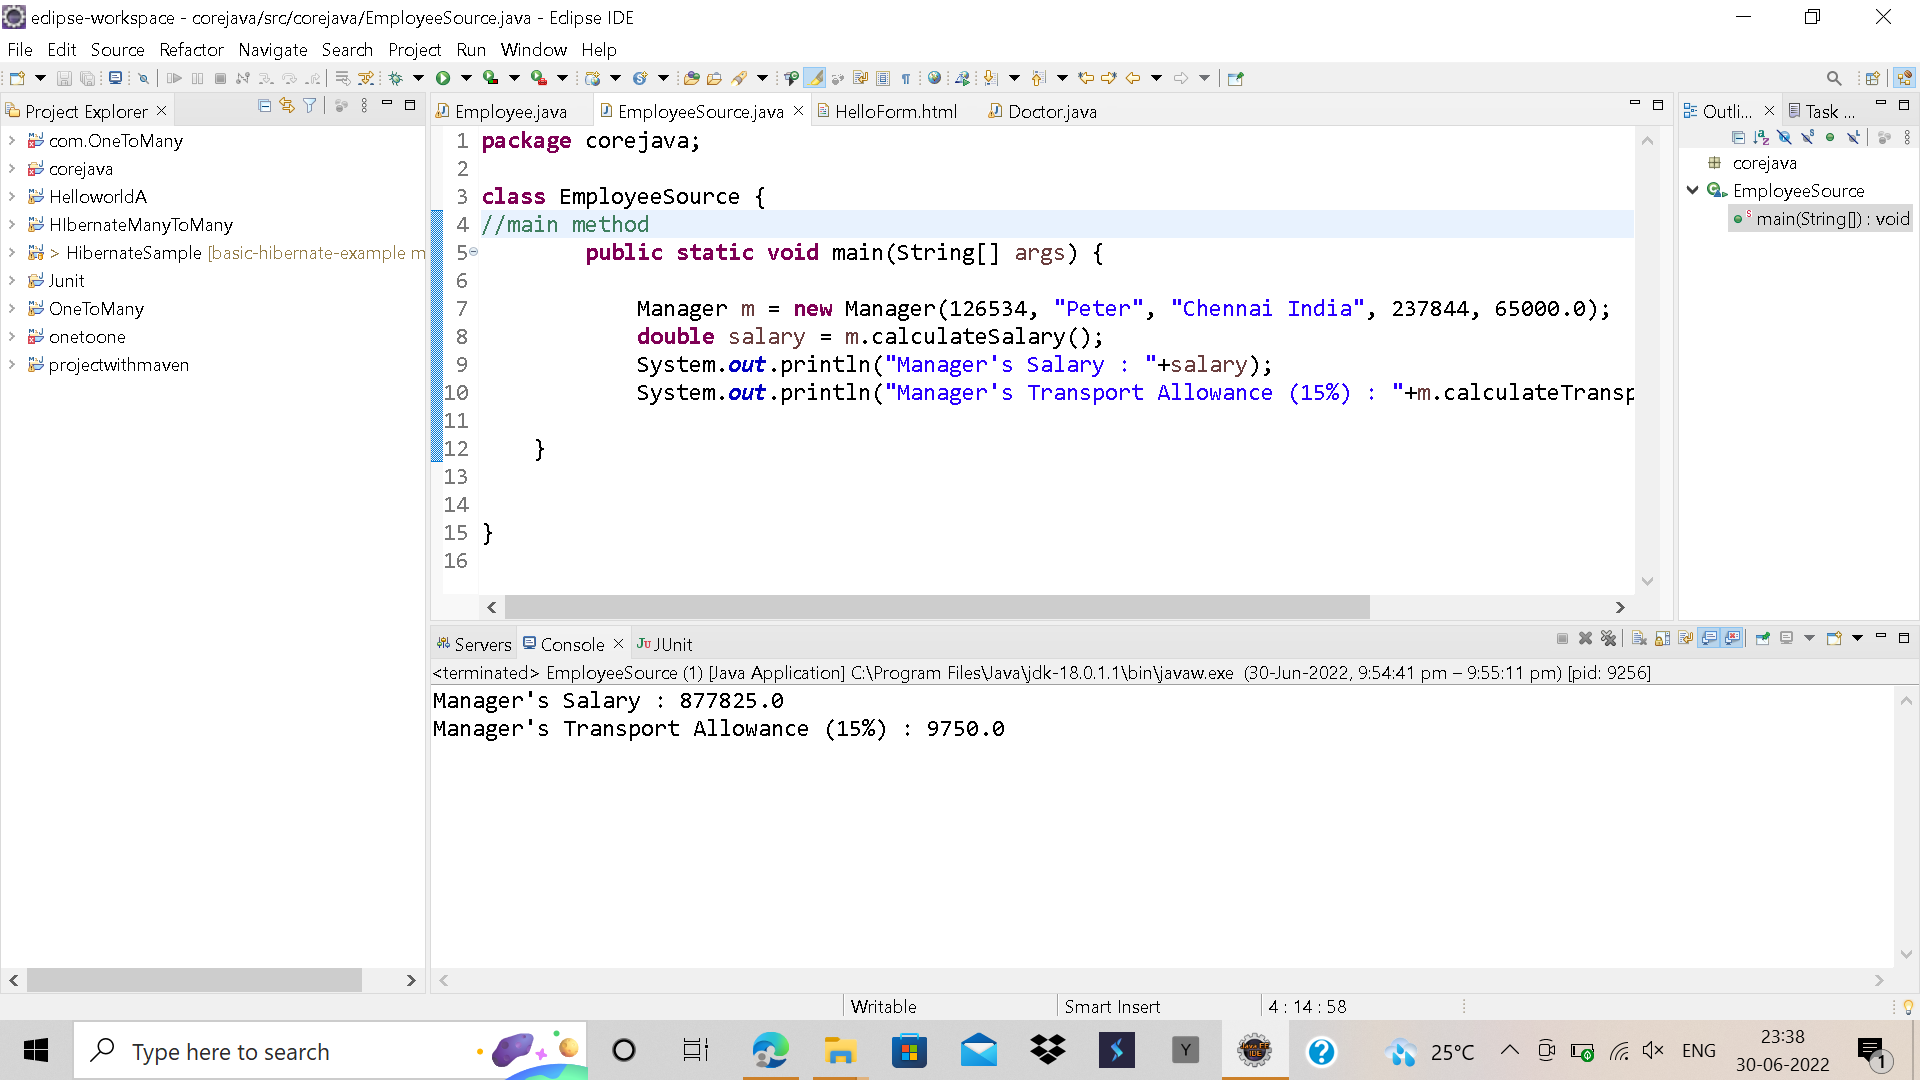 eclipse-workspace - corejava/src/corejava/EmployeeSource.java - Eclipse IDE
File Edit Source Refactor Navigate Search Project Run Window Help
Project Explorer
com.OneToMany
corejava
HelloworldA
HIbernateManyToMany
> HibernateSample [basic-hibernate-example m
Junit
OneToMany
onetoone
projectwithmaven
Employee.java EmployeeSource.java HelloForm.html Doctor.java
1 package corejava;
2
3 class EmployeeSource {
4 //main method
5 public static void main(String[] args) {
6
7 Manager m = new Manager(126534, "Peter", "Chennai India", 237844, 65000.0);
8 double salary = m.calculateSalary();
9 System.out.println("Manager's Salary : "+salary);
10 System.out.println("Manager's Transport Allowance (15%) : "+m.calculateTransp
11
12 }
13
14
15 }
16
Outli... Task ...
corejava
EmployeeSource
main(String[]) : void
Servers Console JUnit
<terminated> EmployeeSource (1) [Java Application] C:\Program Files\Java\jdk-18.0.1.1\bin\javaw.exe (30-Jun-2022, 9:54:41 pm – 9:55:11 pm) [pid: 9256]
Manager's Salary : 877825.0
Manager's Transport Allowance (15%) : 9750.0
Writable Smart Insert 4 : 14 : 58
Type here to search
Y
Java EE
IDE
25°C ENG
23:38
30-06-2022
1